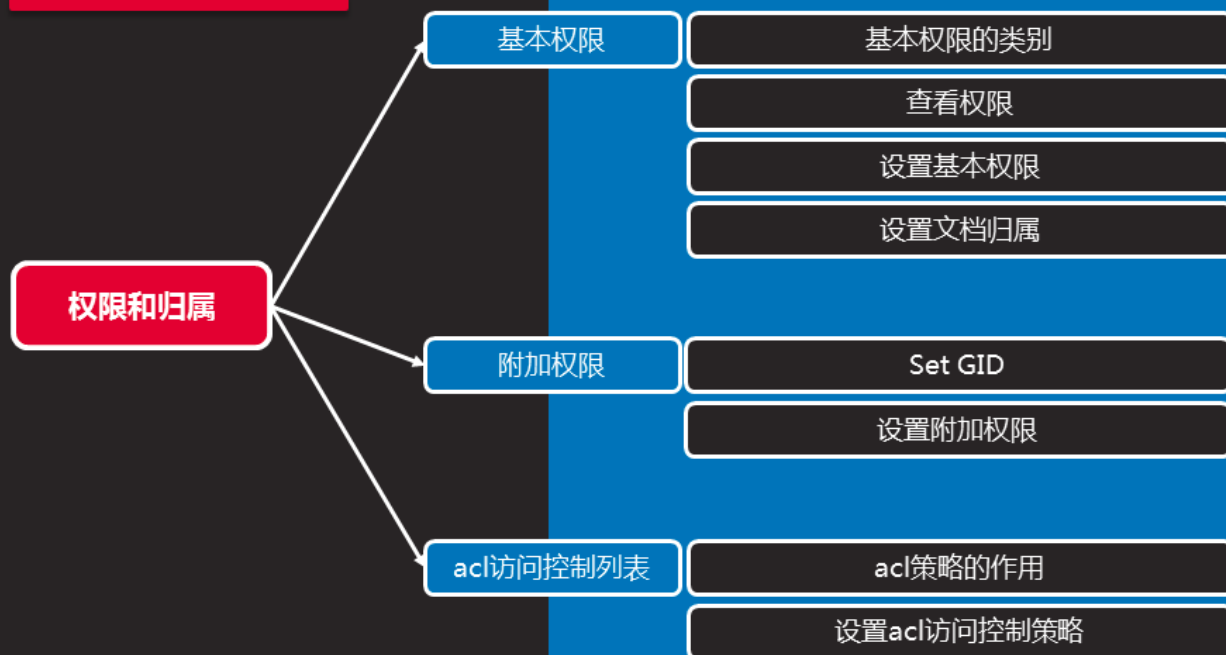 权限和归属
基本权限
基本权限的类别
查看权限
设置基本权限
设置文档归属
附加权限
Set GID
设置附加权限
acl访问控制列表
acl策略的作用
设置acl访问控制策略